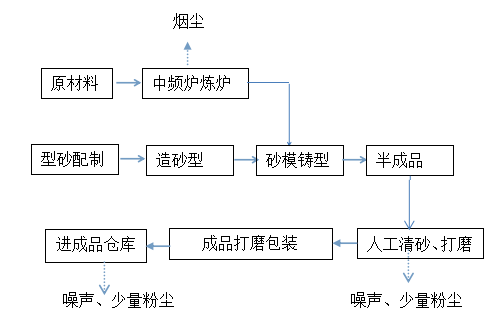 烟尘
原材料
中频炉炼炉
型砂配制
造砂型
砂模铸型
半成品
进成品仓库
成品打磨包装
人工清砂、打磨
噪声、少量粉尘
噪声、少量粉尘